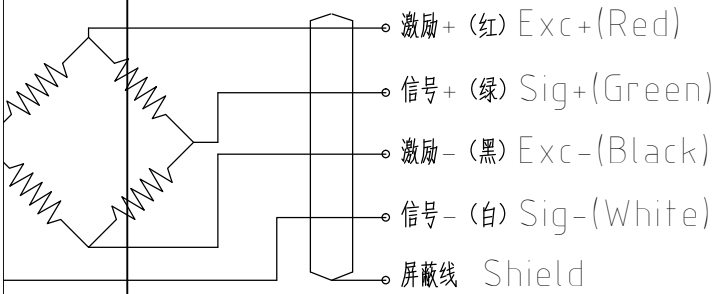 激励+（红）Exc+(Red)
信号+（绿）Sig+(Green)
激励-（黑）Exc-(Black)
信号-（白）Sig-(White)
屏蔽线 Shield